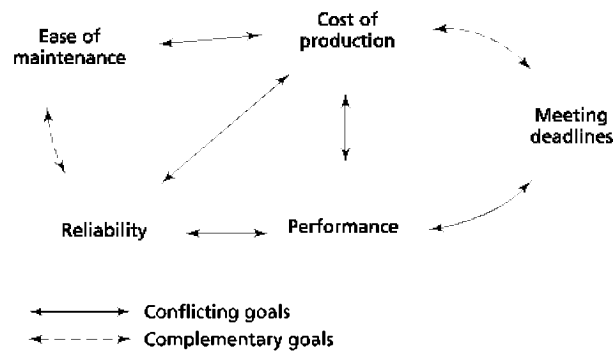 Ease of
maintenance
Cost of
production
Meeting
deadlines
Reliability
Performance
Conflicting goals
Complementary goals